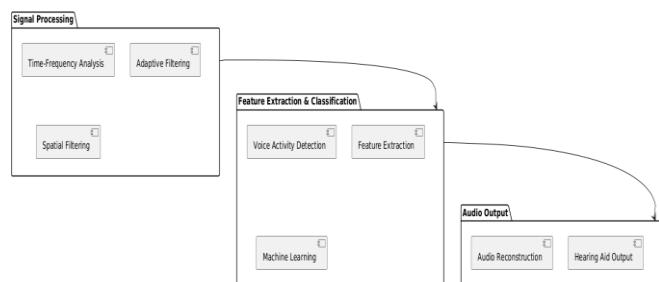 Signal Processing
Time-Frequency Analysis
Adaptive Filtering
Spatial Filtering
Feature Extraction & Classification
Voice Activity Detection
Feature Extraction
Machine Learning
Audio Output
Audio Reconstruction
Hearing Aid Output